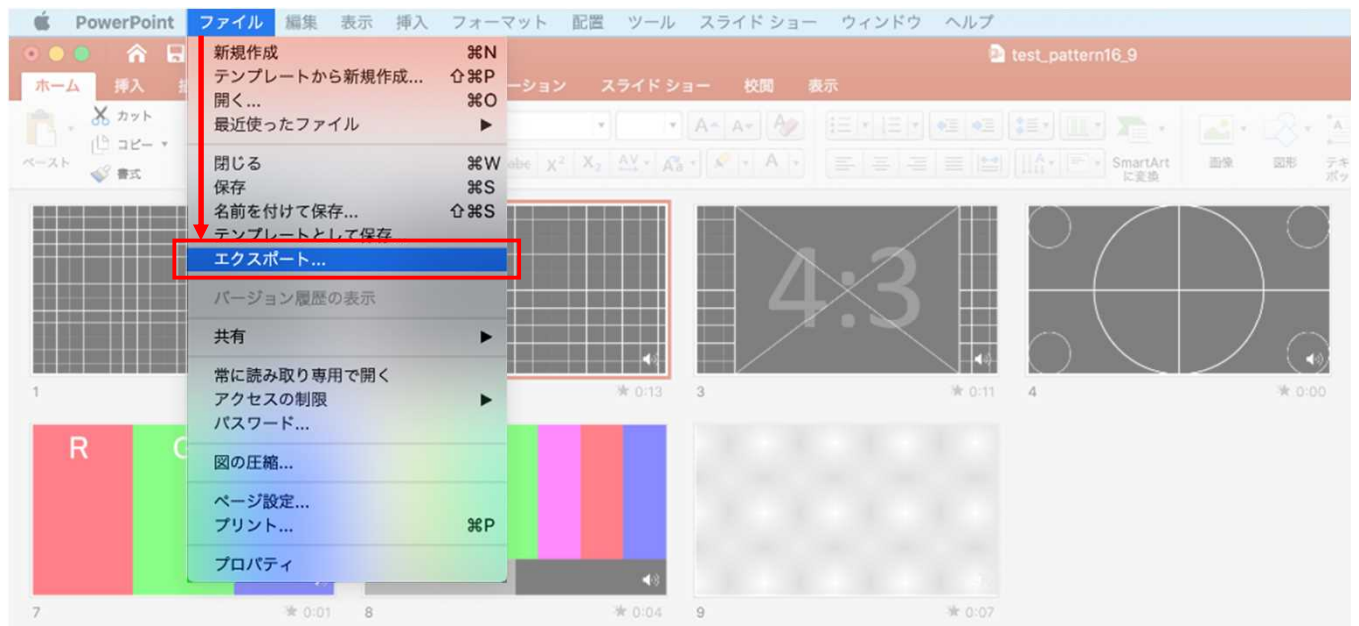 PowerPoint ファイル 編集 表示 挿入 フォーマット 配置 ツール スライド ショー ウィンドウ ヘルプ
test_pattern16_9
ホーム 挿入 ーション スライド ショー 校閲 表示
新規作成 ⌘N
テンプレートから新規作成... ⇧⌘P
開く... ⌘O
最近使ったファイル ▶
閉じる ⌘W
保存 ⌘S
名前を付けて保存... ⇧⌘S
テンプレートとして保存
エクスポート...
バージョン履歴の表示
共有 ▶
常に読み取り専用で開く
アクセスの制限 ▶
パスワード...
図の圧縮...
ページ設定...
プリント... ⌘P
プロパティ
ペースト
カット
コピー
書式
abc X² X₂ AV
A A A
SmartArt
に変換
画像
図形
テキ
ボッ
4:3
1 0:13 3 0:11 4 0:00
R G
7 0:01 8 0:04 9 0:07